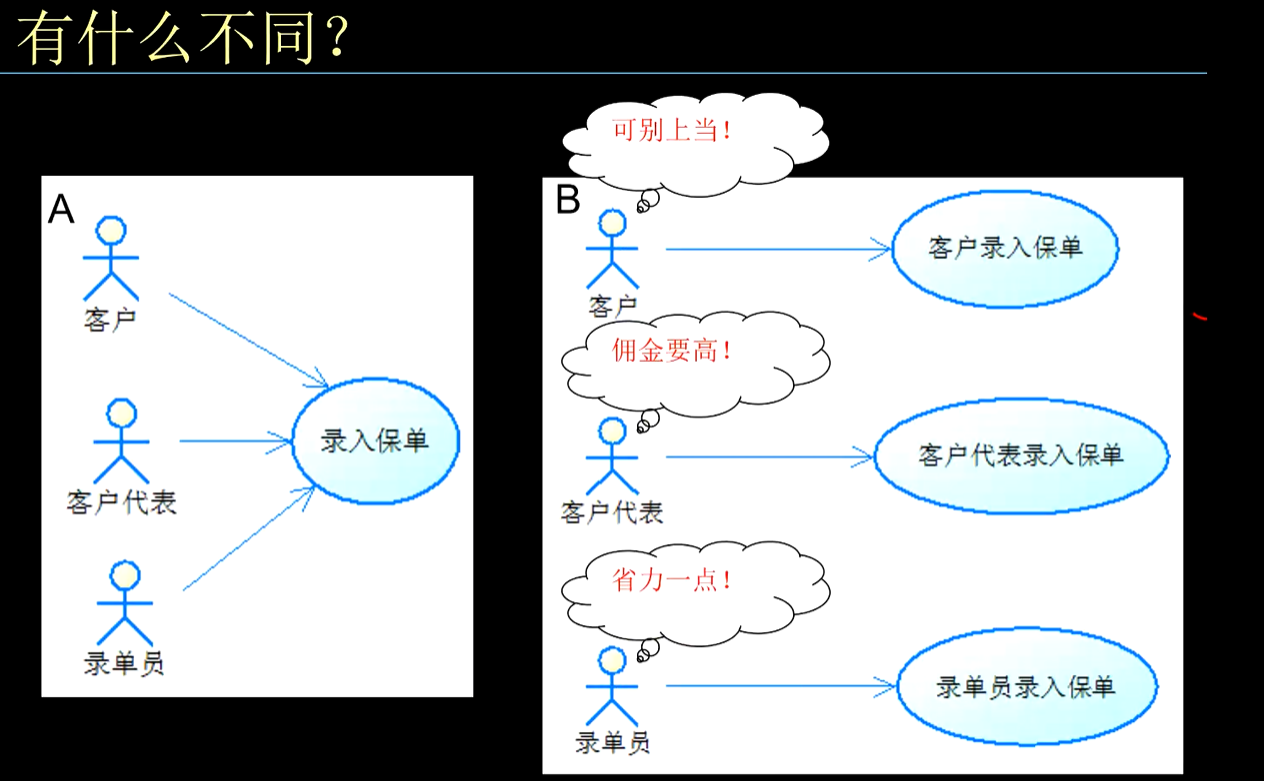 有什么不同？
A
客户
客户代表
录单员
录入保单
B
可别上当！
客户
客户录入保单
佣金要高！
客户代表
客户代表录入保单
省力一点！
录单员
录单员录入保单